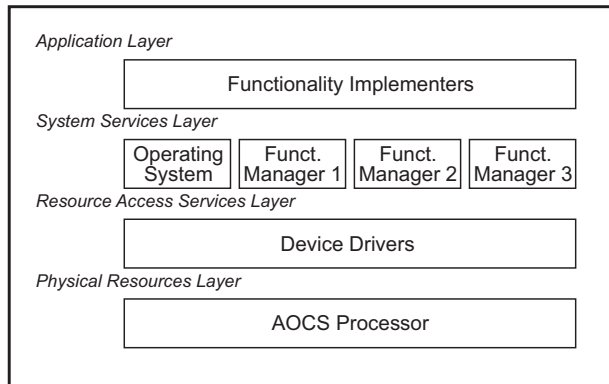 Application Layer
Functionality Implementers
System Services Layer
Operating System
Funct. Manager 1
Funct. Manager 2
Funct. Manager 3
Resource Access Services Layer
Device Drivers
Physical Resources Layer
AOCS Processor